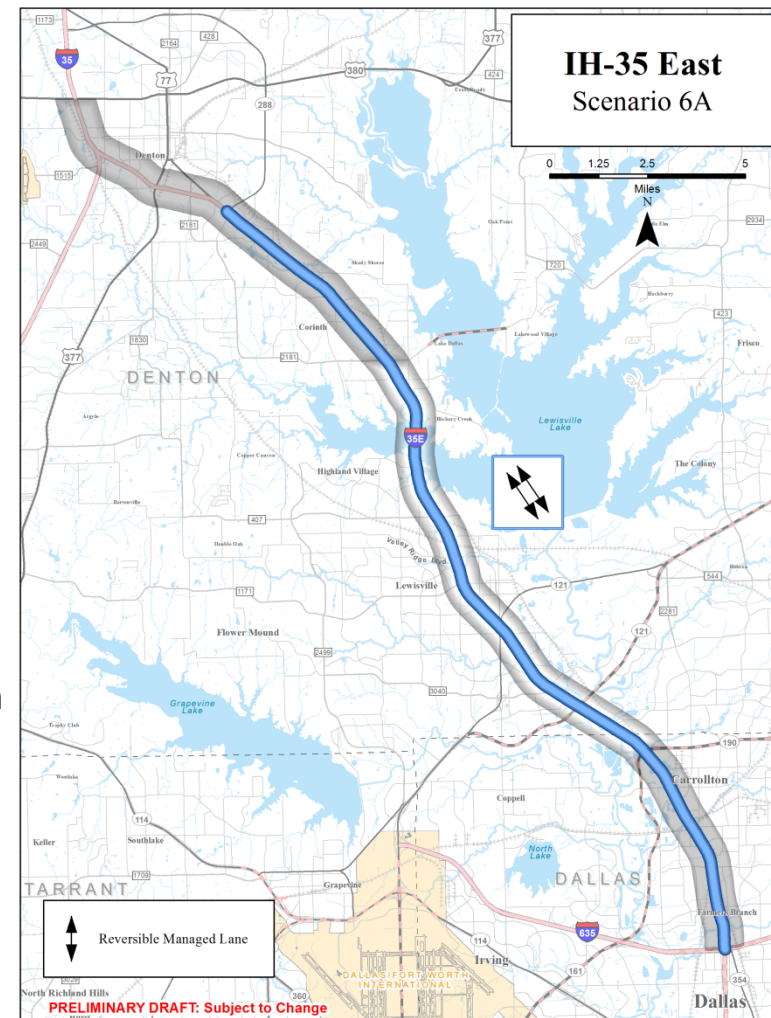 IH-35 East
Scenario 6A
0 1.25 2.5 5
Miles
N
1173
2164
428
377
35
77
380
424
288
Denton
1515
2181
Oak Point
2934
2449
720
Shady Shores
Hackberry
423
Corinth
1830
Lake Dallas
Lakewood Village
Frisco
377
2181
DENTON
Argyle
Hickory Creek
Lewisville
Lake
35E
Copper Canyon
Highland Village
The Colony
Bartonville
407
Double Oak
Valley Ridge Blvd.
Lewisville
121
544
Hebron
1171
2281
Flower Mound
121
2499
3040
Grapevine
Lake
Trophy Club
190
Westlake
Carrollton
Coppell
114
Keller
Southlake
North
Lake
1709
DALLAS
TARRANT
Grapevine
Farmers Branch
635
Reversible Managed Lane
114
Irving
161
354
DALLAS/FORT WORTH
INTERNATIONAL
3029
North Richland Hills
360
Dallas
PRELIMINARY DRAFT: Subject to Change